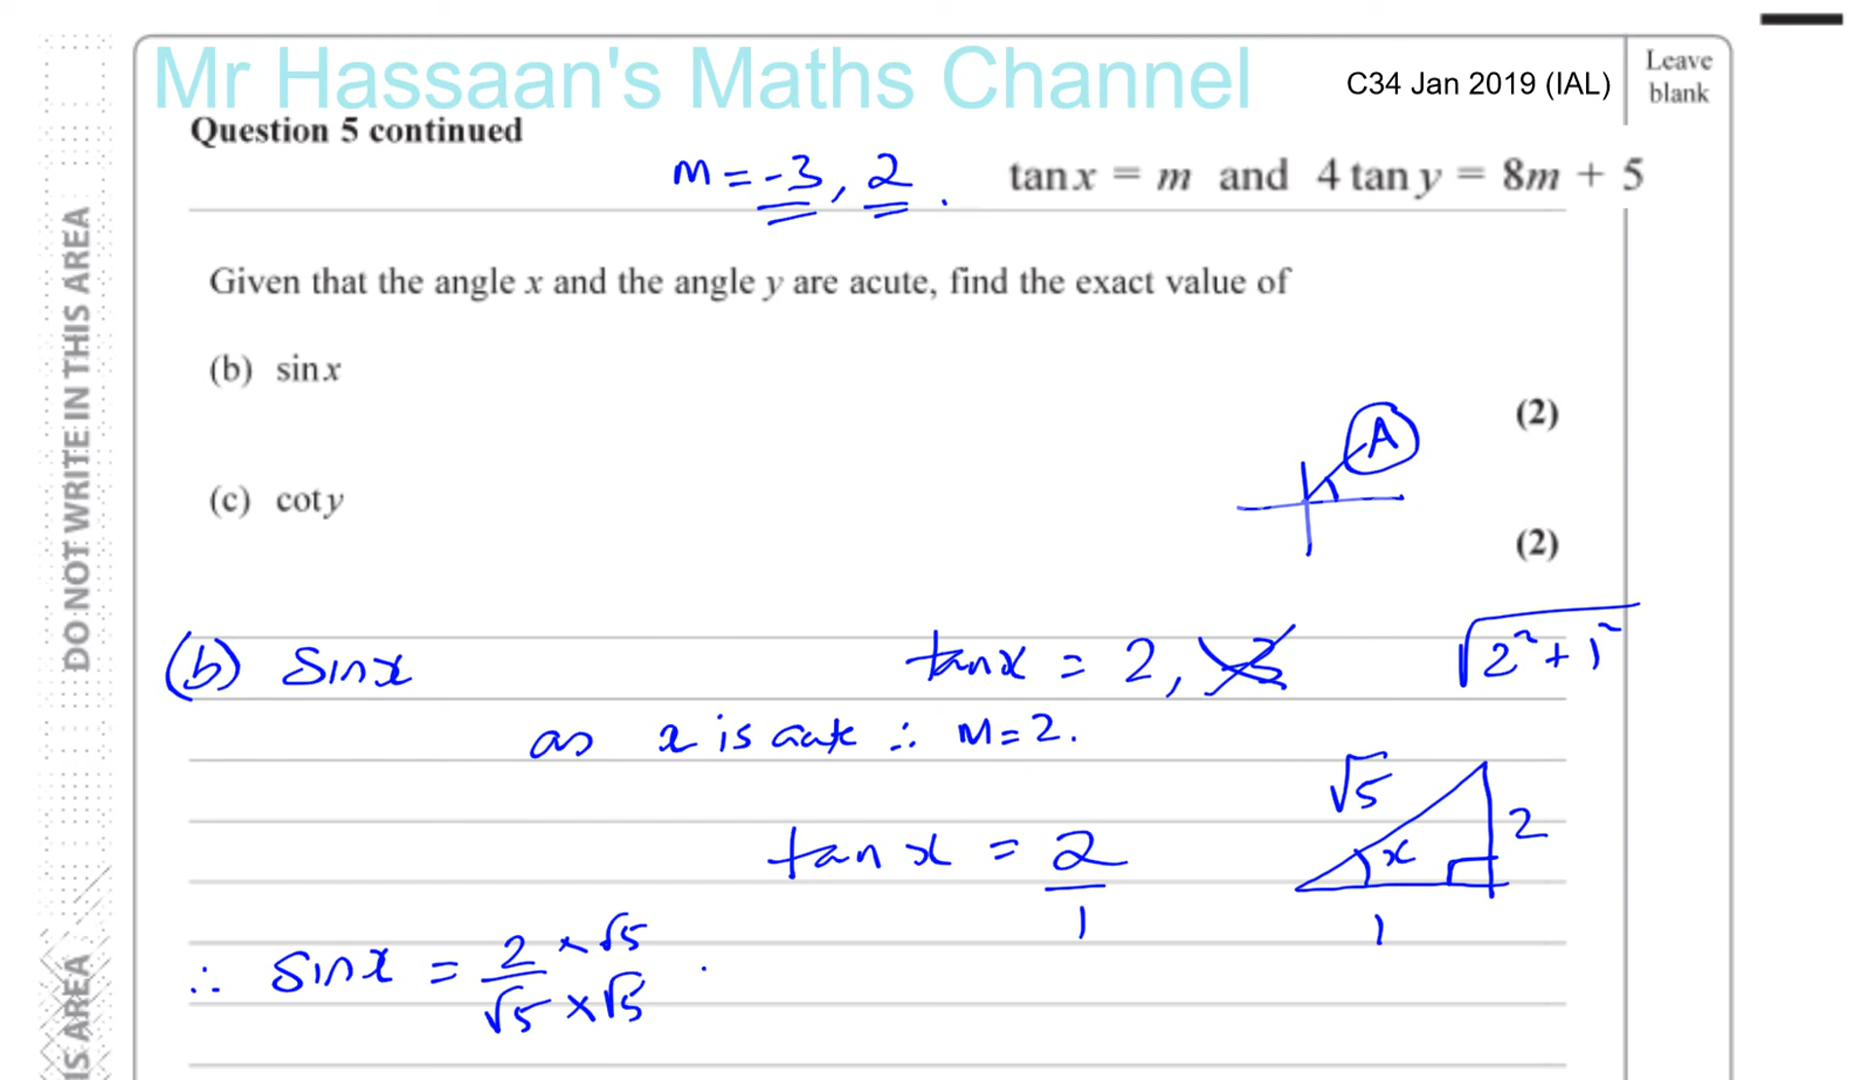 Mr Hassaan's Maths Channel
C34 Jan 2019 (IAL)
Leave
blank
Question 5 continued
m = -3, 2.
tan x = m and 4 tan y = 8m + 5
Given that the angle x and the angle y are acute, find the exact value of
(b) sin x
(2)
A
(c) cot y
(2)
(b) sin x
tan x = 2, -3
√2² + 1²
as x is acute ∴ m = 2.
√5
2
x
1
tan x = 2/1
∴ sin x = 2 × √5 / √5 × √5
DO NOT WRITE IN THIS AREA
IS AREA